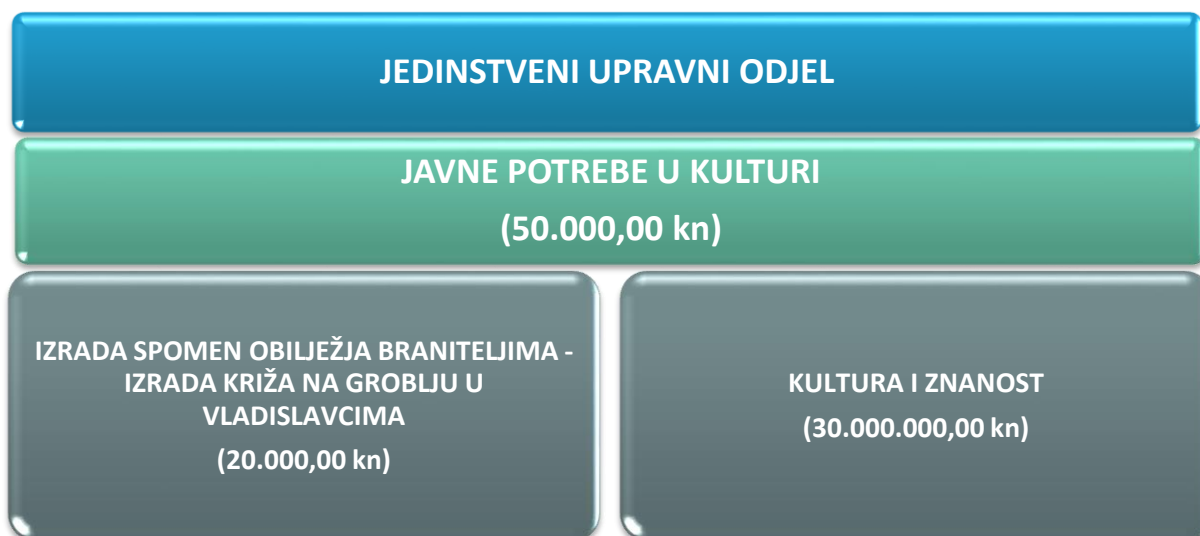 JEDINSTVENI UPRAVNI ODJEL
JAVNE POTREBE U KULTURI
(50.000,00 kn)
IZRADA SPOMEN OBILJEŽJA BRANITELJIMA -
IZRADA KRIŽA NA GROBLJU U
VLADISLAVCIMA
(20.000,00 kn)
KULTURA I ZNANOST
(30.000.000,00 kn)